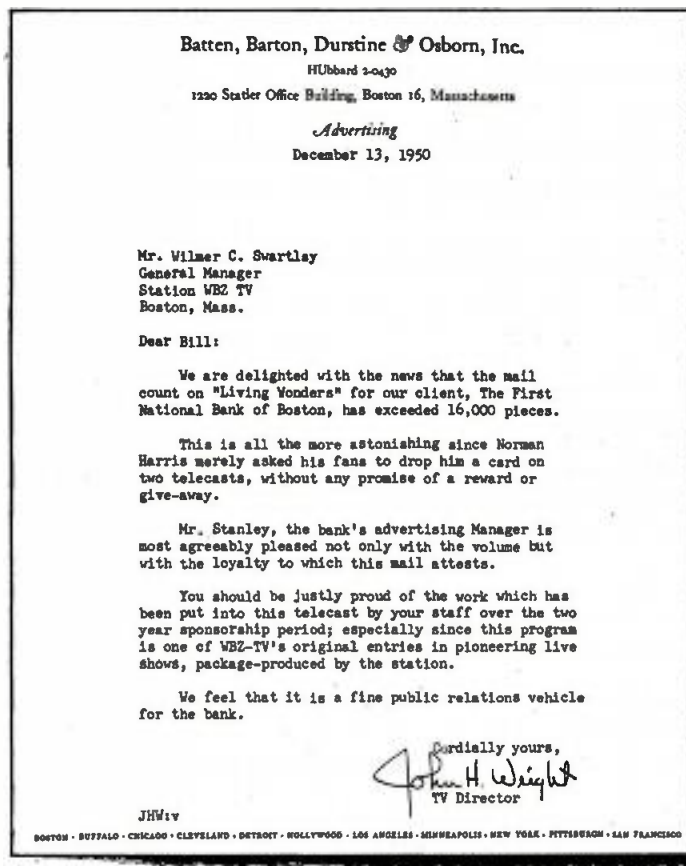 Batten, Barton, Durstine & Osborn, Inc.
HUbbard 2-0430
1220 Statler Office Building, Boston 16, Massachusetts
Advertising
December 13, 1950
Mr. Wilmer C. Swartley
General Manager
Station WBZ TV
Boston, Mass.
Dear Bill:
We are delighted with the news that the mail
count on "Living Wonders" for our client, The First
National Bank of Boston, has exceeded 16,000 pieces.
This is all the more astonishing since Norman
Harris merely asked his fans to drop him a card on
two telecasts, without any promise of a reward or
give-away.
Mr. Stanley, the bank's advertising Manager is
most agreeably pleased not only with the volume but
with the loyalty to which this mail attests.
You should be justly proud of the work which has
been put into this telecast by your staff over the two
year sponsorship period; especially since this program
is one of WBZ-TV's original entries in pioneering live
shows, package-produced by the station.
We feel that it is a fine public relations vehicle
for the bank.
Cordially yours,
John H. Wright
TV Director
JHW:v
BOSTON · BUFFALO · CHICAGO · CLEVELAND · DETROIT · HOLLYWOOD · LOS ANGELES · MINNEAPOLIS · NEW YORK · PITTSBURGH · SAN FRANCISCO